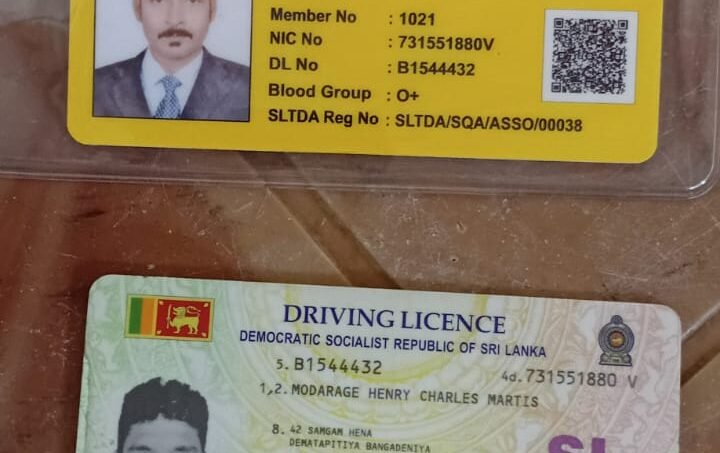 Member No : 1021
NIC No : 731551880V
DL No : B1544432
Blood Group : O+
SLTDA Reg No : SLTDA/SQA/ASSO/00038
DRIVING LICENCE
DEMOCRATIC SOCIALIST REPUBLIC OF SRI LANKA
5. B1544432
4d. 731551880 V
1,2. MODARAGE HENRY CHARLES MARTIS
8. 42 SAMGAM HENA
DEMATAPITIYA BANGADENIYA
SL